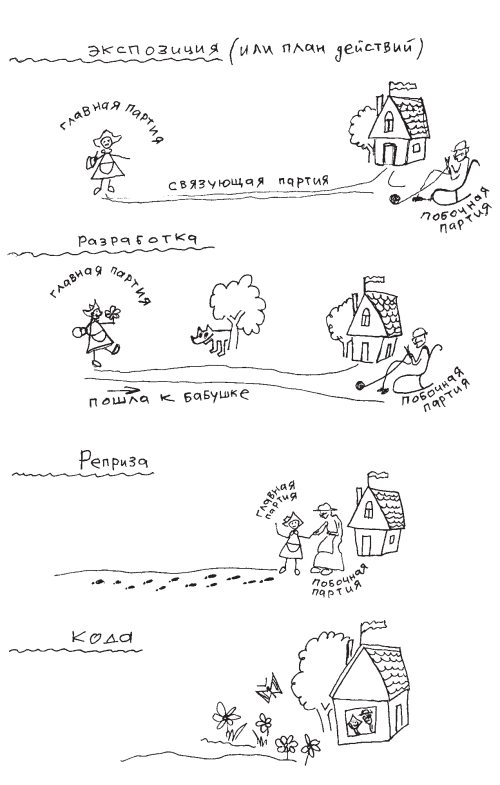 экспозиция (или план действий)
главная партия
связующая партия
побочная
партия
Разработка
главная партия
пошла к бабушке
побочная
партия
Реприза
главная
партия
побочная
партия
Кода